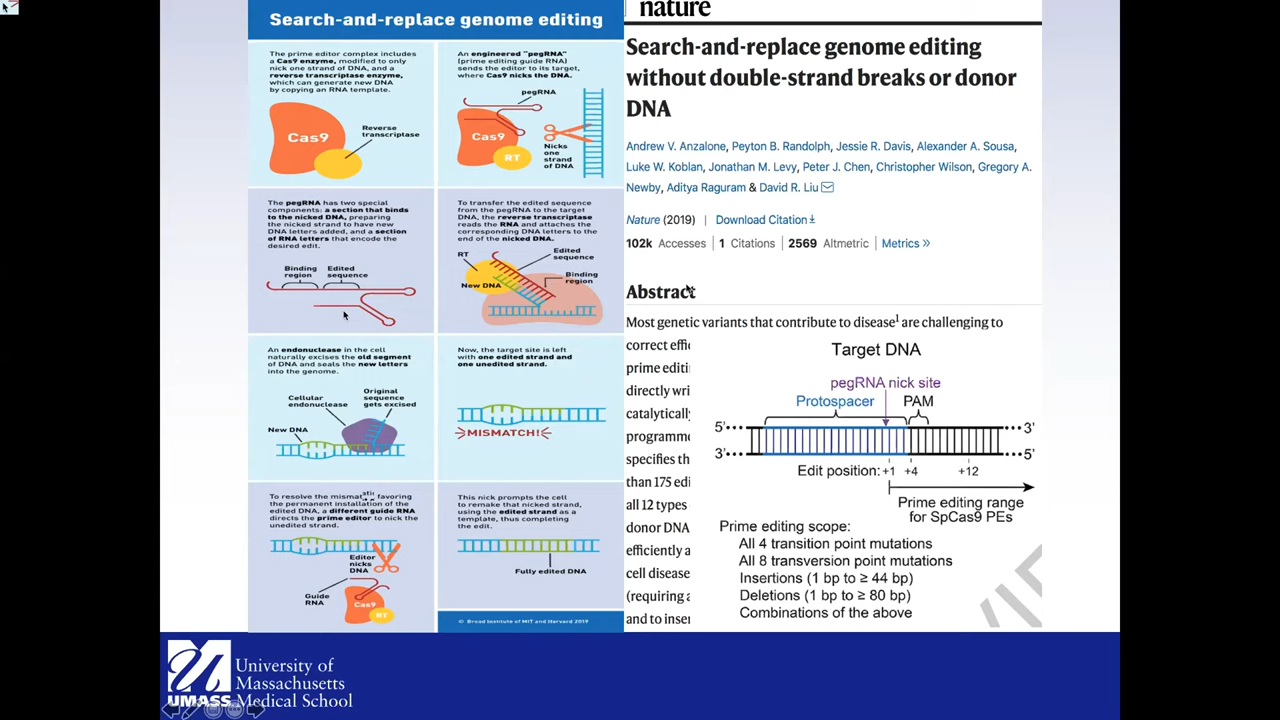 Search-and-replace genome editing
The prime editor complex includes
a Cas9 enzyme, modified to only
nick one strand of DNA, and a
reverse transcriptase enzyme,
which can generate new DNA
by copying an RNA template.
Cas9
Reverse
transcriptase
An engineered "pegRNA"
(prime editing guide RNA)
sends the editor to its target,
where Cas9 nicks the DNA.
pegRNA
Cas9
RT
Nicks
one
strand
of DNA
The pegRNA has two special
components: a section that binds
to the nicked DNA, preparing
the nicked strand to have new
DNA letters added, and a section
of RNA letters that encode the
desired edit.
Binding
region
Edited
sequence
To transfer the edited sequence
from the pegRNA to the target
DNA, the reverse transcriptase
reads the RNA and attaches the
corresponding DNA letters to the
end of the nicked DNA.
RT
Edited
sequence
New DNA
Binding
region
An endonuclease in the cell
naturally excises the old segment
of DNA and seals the new letters
into the genome.
Cellular
endonuclease
Original
sequence
gets excised
New DNA
Now, the target site is left
with one edited strand and
one unedited strand.
MISMATCH!
To resolve the favoring
the permanent installation of the
edited DNA, a different guide RNA
directs the prime editor to nick the
unedited strand.
Editor
nicks
DNA
Guide
RNA
Cas9
RT
This nick prompts the cell
to remake that nicked strand,
using the edited strand as a
template, thus completing
the edit.
Fully edited DNA
© Broad Institute of MIT and Harvard 2019
nature
Search-and-replace genome editing
without double-strand breaks or donor
DNA
Andrew V. Anzalone, Peyton B. Randolph, Jessie R. Davis, Alexander A. Sousa,
Luke W. Koblan, Jonathan M. Levy, Peter J. Chen, Christopher Wilson, Gregory A.
Newby, Aditya Raguram & David R. Liu
Nature (2019) | Download Citation
102k Accesses | 1 Citations | 2569 Altmetric | Metrics »
Abstract
Most genetic variants that contribute to disease¹ are challenging to
correct effi
prime editi
directly wri
catalytically
programme
specifies th
than 175 edi
all 12 types
donor DNA
efficiently a
cell disease
(requiring a
and to inser
Target DNA
pegRNA nick site
Protospacer PAM
5' 3'
3' 5'
Edit position: +1 +4 +12
Prime editing range
for SpCas9 PEs
Prime editing scope:
All 4 transition point mutations
All 8 transversion point mutations
Insertions (1 bp to ≥ 44 bp)
Deletions (1 bp to ≥ 80 bp)
Combinations of the above
UMASS
University of
Massachusetts
Medical School